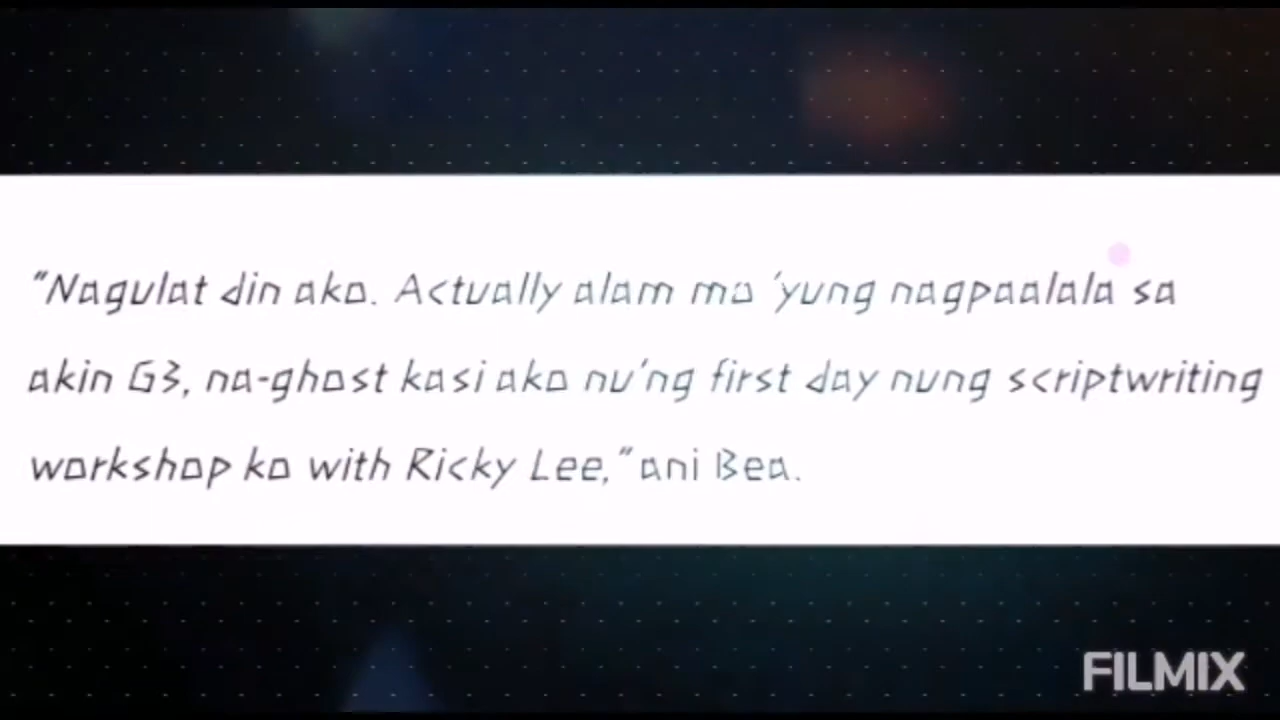 "Nagulat din ako. Actually alam mo 'yung nagpaalala sa
akin G3, na-ghost kasi ako nu'ng first day nung scriptwriting
workshop ko with Ricky Lee," ani Bea.
FILMIX